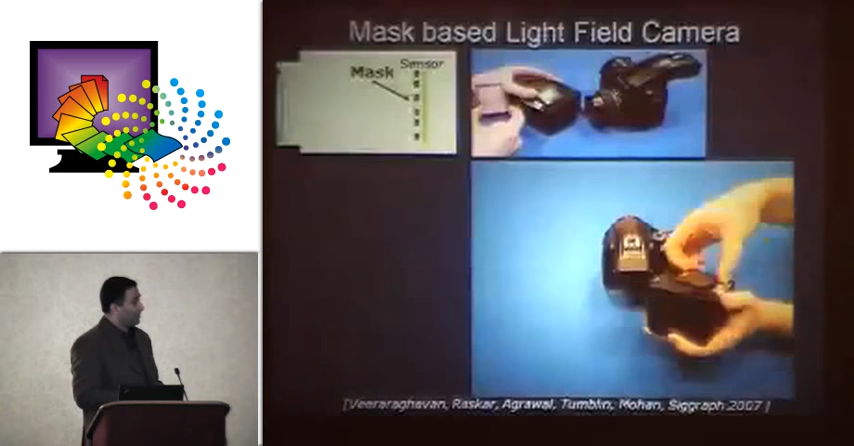 Mask based Light Field Camera
Sensor
Mask
[Veeraraghavan, Raskar, Agrawal, Tumblin, Mohan, Siggraph 2007 ]